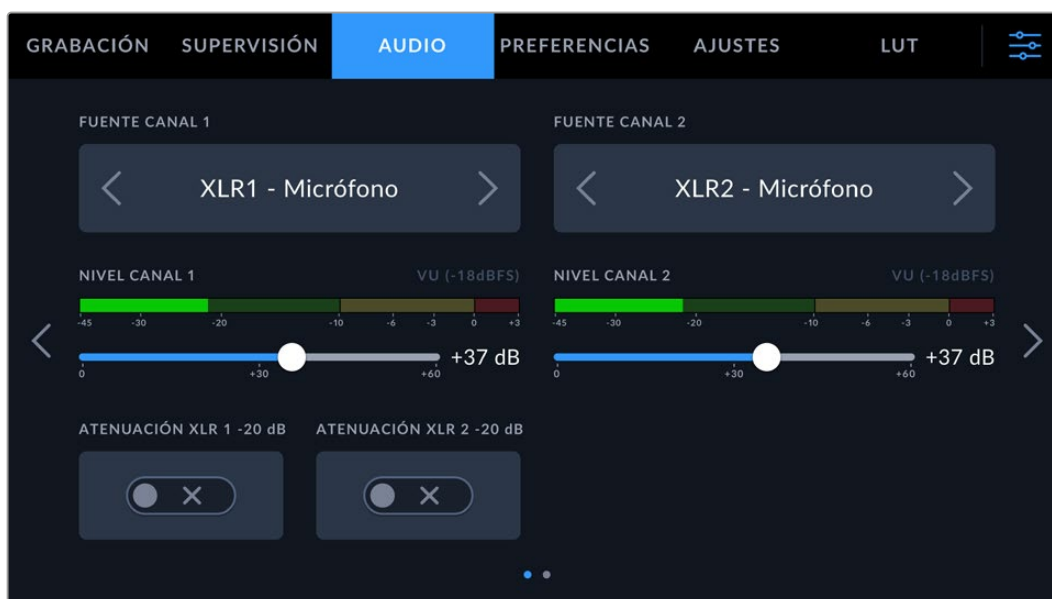 GRABACIÓN SUPERVISIÓN AUDIO PREFERENCIAS AJUSTES LUT
FUENTE CANAL 1 FUENTE CANAL 2
XLR1 - Micrófono XLR2 - Micrófono
NIVEL CANAL 1 VU (-18dBFS) NIVEL CANAL 2 VU (-18dBFS)
-45 -30 -20 -10 -6 -3 0 +3 -45 -30 -20 -10 -6 -3 0 +3
+37 dB +37 dB
0 +30 +60 0 +30 +60
ATENUACIÓN XLR 1 -20 dB ATENUACIÓN XLR 2 -20 dB